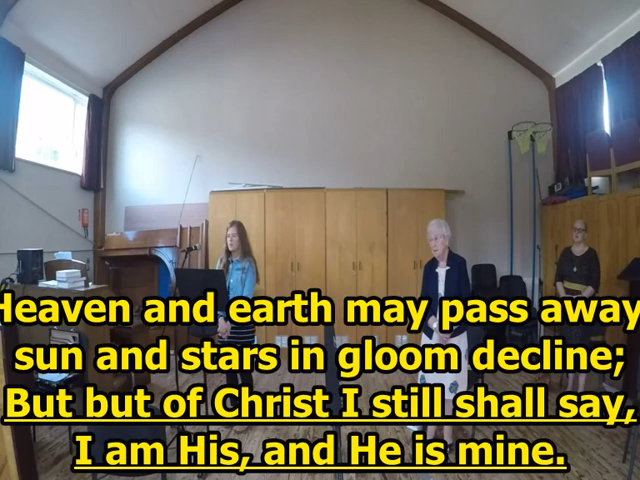 Heaven and earth may pass away
sun and stars in gloom decline;
But but of Christ I still shall say,
I am His, and He is mine.